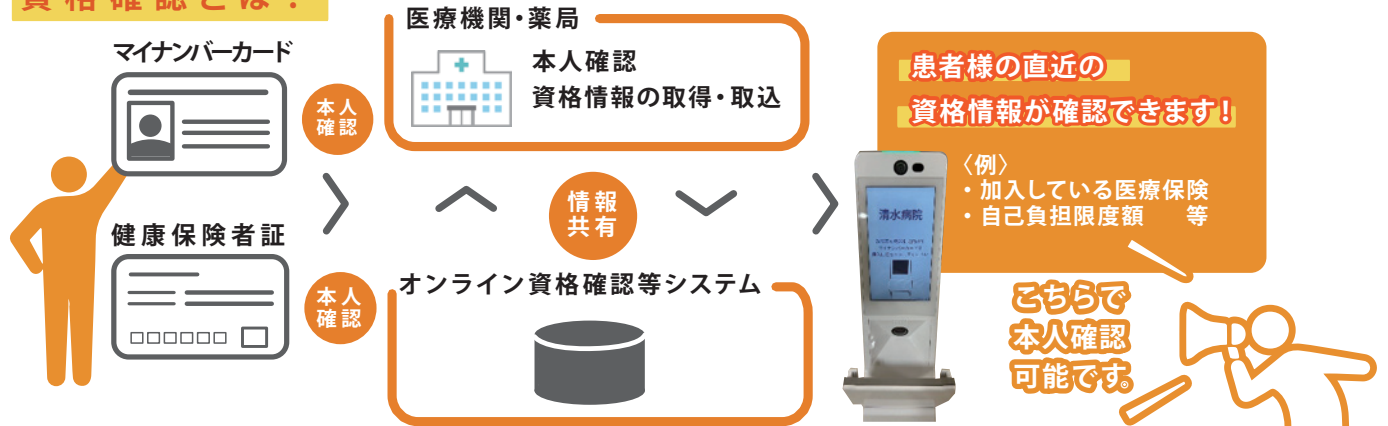 資格確認とは？
マイナンバーカード
本人
確認
健康保険者証
本人
確認
医療機関・薬局
本人確認
資格情報の取得・取込
情報
共有
オンライン資格確認等システム
清水病院
患者様の直近の
資格情報が確認できます！
〈例〉
・加入している医療保険
・自己負担限度額　等
こちらで
本人確認
可能です。